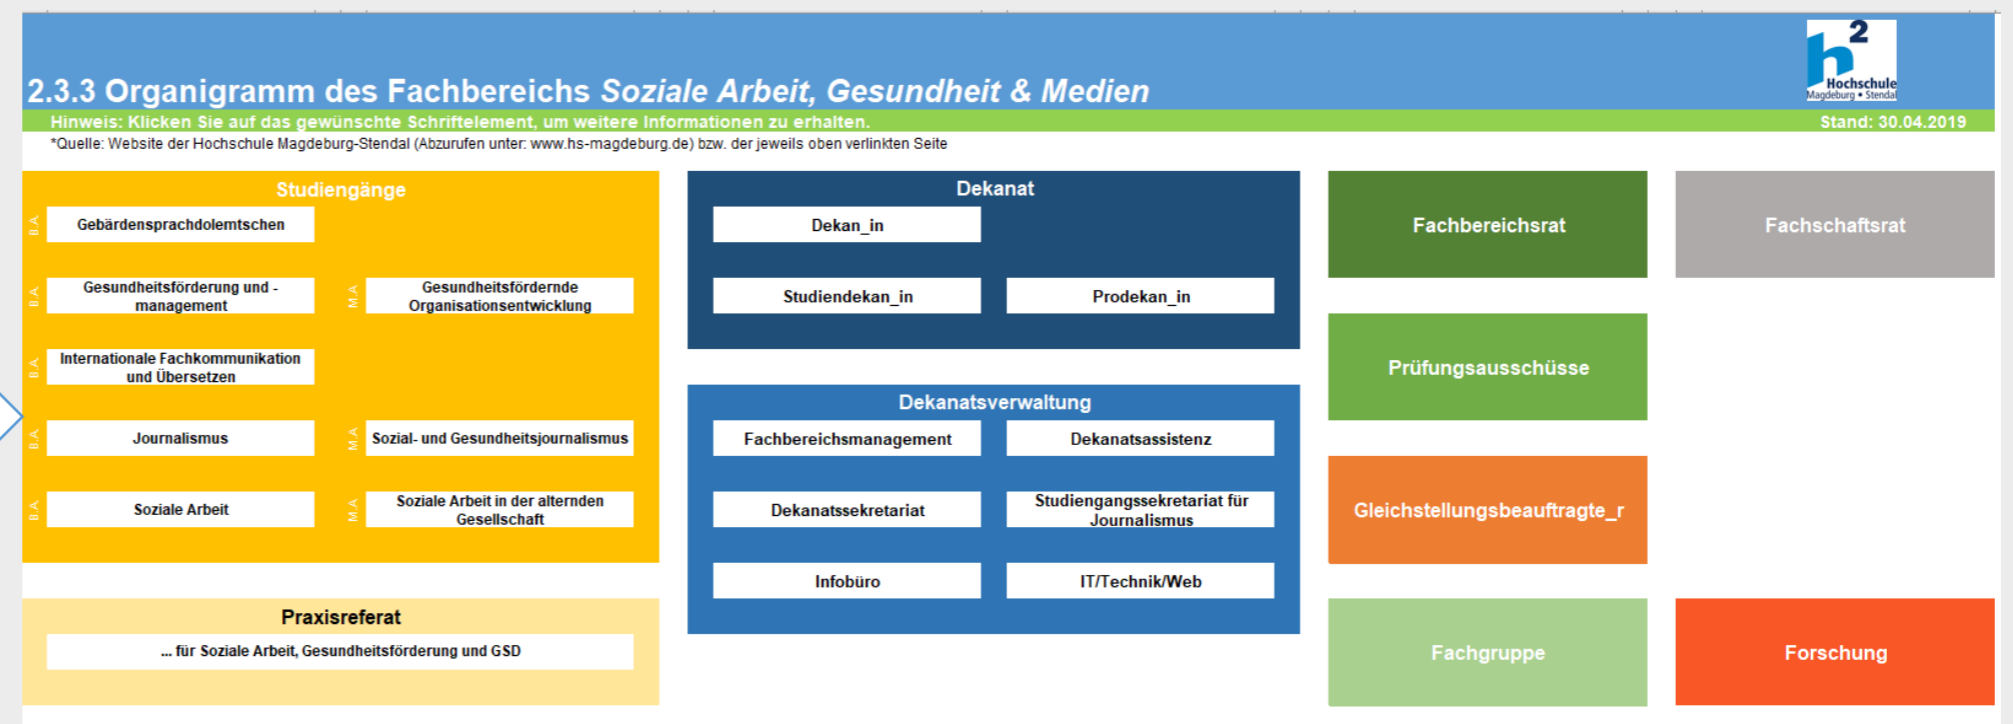 2.3.3 Organigramm des Fachbereichs Soziale Arbeit, Gesundheit & Medien
h2
Hochschule
Magdeburg • Stendal
Hinweis: Klicken Sie auf das gewünschte Schriftelement, um weitere Informationen zu erhalten.
Stand: 30.04.2019
*Quelle: Website der Hochschule Magdeburg-Stendal (Abzurufen unter: www.hs-magdeburg.de) bzw. der jeweils oben verlinkten Seite
Studiengänge
B.A.
Gebärdensprachdolemtschen
B.A.
Gesundheitsförderung und -
management
M.A.
Gesundheitsfördernde
Organisationsentwicklung
B.A.
Internationale Fachkommunikation
und Übersetzen
B.A.
Journalismus
M.A.
Sozial- und Gesundheitsjournalismus
B.A.
Soziale Arbeit
M.A.
Soziale Arbeit in der alternden
Gesellschaft
Praxisreferat
... für Soziale Arbeit, Gesundheitsförderung und GSD
Dekanat
Dekan_in
Studiendekan_in
Prodekan_in
Dekanatsverwaltung
Fachbereichsmanagement
Dekanatsassistenz
Dekanatssekretariat
Studiengangssekretariat für
Journalismus
Infobüro
IT/Technik/Web
Fachbereichsrat
Fachschaftsrat
Prüfungsausschüsse
Gleichstellungsbeauftragte_r
Fachgruppe
Forschung